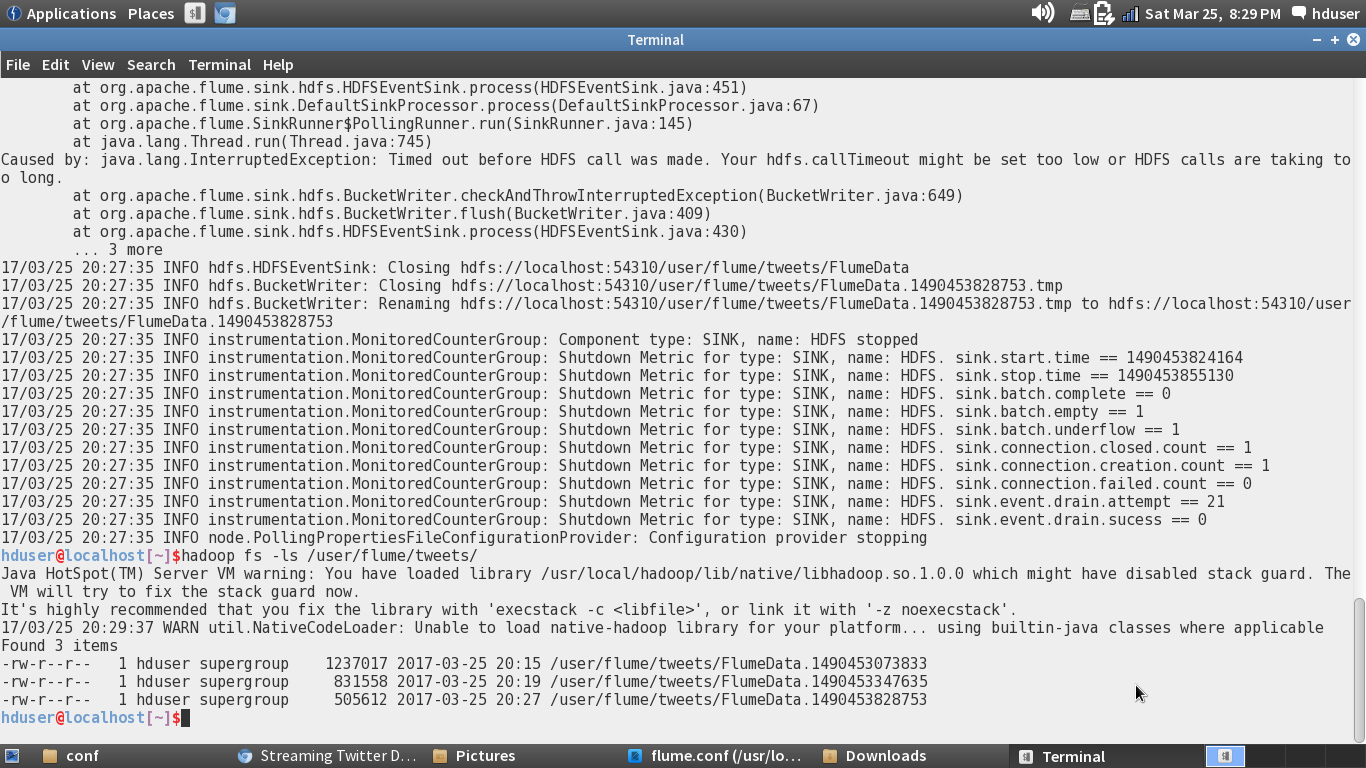 Applications Places Sat Mar 25, 8:29 PM hduser
Terminal
File Edit View Search Terminal Help
at org.apache.flume.sink.hdfs.HDFSEventSink.process(HDFSEventSink.java:451)
at org.apache.flume.sink.DefaultSinkProcessor.process(DefaultSinkProcessor.java:67)
at org.apache.flume.SinkRunner$PollingRunner.run(SinkRunner.java:145)
at java.lang.Thread.run(Thread.java:745)
Caused by: java.lang.InterruptedException: Timed out before HDFS call was made. Your hdfs.callTimeout might be set too low or HDFS calls are taking to
o long.
at org.apache.flume.sink.hdfs.BucketWriter.checkAndThrowInterruptedException(BucketWriter.java:649)
at org.apache.flume.sink.hdfs.BucketWriter.flush(BucketWriter.java:409)
at org.apache.flume.sink.hdfs.HDFSEventSink.process(HDFSEventSink.java:430)
... 3 more
17/03/25 20:27:35 INFO hdfs.HDFSEventSink: Closing hdfs://localhost:54310/user/flume/tweets/FlumeData
17/03/25 20:27:35 INFO hdfs.BucketWriter: Closing hdfs://localhost:54310/user/flume/tweets/FlumeData.1490453828753.tmp
17/03/25 20:27:35 INFO hdfs.BucketWriter: Renaming hdfs://localhost:54310/user/flume/tweets/FlumeData.1490453828753.tmp to hdfs://localhost:54310/user
/flume/tweets/FlumeData.1490453828753
17/03/25 20:27:35 INFO instrumentation.MonitoredCounterGroup: Component type: SINK, name: HDFS stopped
17/03/25 20:27:35 INFO instrumentation.MonitoredCounterGroup: Shutdown Metric for type: SINK, name: HDFS. sink.start.time == 1490453824164
17/03/25 20:27:35 INFO instrumentation.MonitoredCounterGroup: Shutdown Metric for type: SINK, name: HDFS. sink.stop.time == 1490453855130
17/03/25 20:27:35 INFO instrumentation.MonitoredCounterGroup: Shutdown Metric for type: SINK, name: HDFS. sink.batch.complete == 0
17/03/25 20:27:35 INFO instrumentation.MonitoredCounterGroup: Shutdown Metric for type: SINK, name: HDFS. sink.batch.empty == 1
17/03/25 20:27:35 INFO instrumentation.MonitoredCounterGroup: Shutdown Metric for type: SINK, name: HDFS. sink.batch.underflow == 1
17/03/25 20:27:35 INFO instrumentation.MonitoredCounterGroup: Shutdown Metric for type: SINK, name: HDFS. sink.connection.closed.count == 1
17/03/25 20:27:35 INFO instrumentation.MonitoredCounterGroup: Shutdown Metric for type: SINK, name: HDFS. sink.connection.creation.count == 1
17/03/25 20:27:35 INFO instrumentation.MonitoredCounterGroup: Shutdown Metric for type: SINK, name: HDFS. sink.connection.failed.count == 0
17/03/25 20:27:35 INFO instrumentation.MonitoredCounterGroup: Shutdown Metric for type: SINK, name: HDFS. sink.event.drain.attempt == 21
17/03/25 20:27:35 INFO instrumentation.MonitoredCounterGroup: Shutdown Metric for type: SINK, name: HDFS. sink.event.drain.sucess == 0
17/03/25 20:27:35 INFO node.PollingPropertiesFileConfigurationProvider: Configuration provider stopping
hduser@localhost[~]$hadoop fs -ls /user/flume/tweets/
Java HotSpot(TM) Server VM warning: You have loaded library /usr/local/hadoop/lib/native/libhadoop.so.1.0.0 which might have disabled stack guard. The
VM will try to fix the stack guard now.
It's highly recommended that you fix the library with 'execstack -c <libfile>', or link it with '-z noexecstack'.
17/03/25 20:29:37 WARN util.NativeCodeLoader: Unable to load native-hadoop library for your platform... using builtin-java classes where applicable
Found 3 items
-rw-r--r-- 1 hduser supergroup 1237017 2017-03-25 20:15 /user/flume/tweets/FlumeData.1490453073833
-rw-r--r-- 1 hduser supergroup 831558 2017-03-25 20:19 /user/flume/tweets/FlumeData.1490453347635
-rw-r--r-- 1 hduser supergroup 505612 2017-03-25 20:27 /user/flume/tweets/FlumeData.1490453828753
hduser@localhost[~]$
conf Streaming Twitter D... Pictures flume.conf (/usr/lo... Downloads Terminal